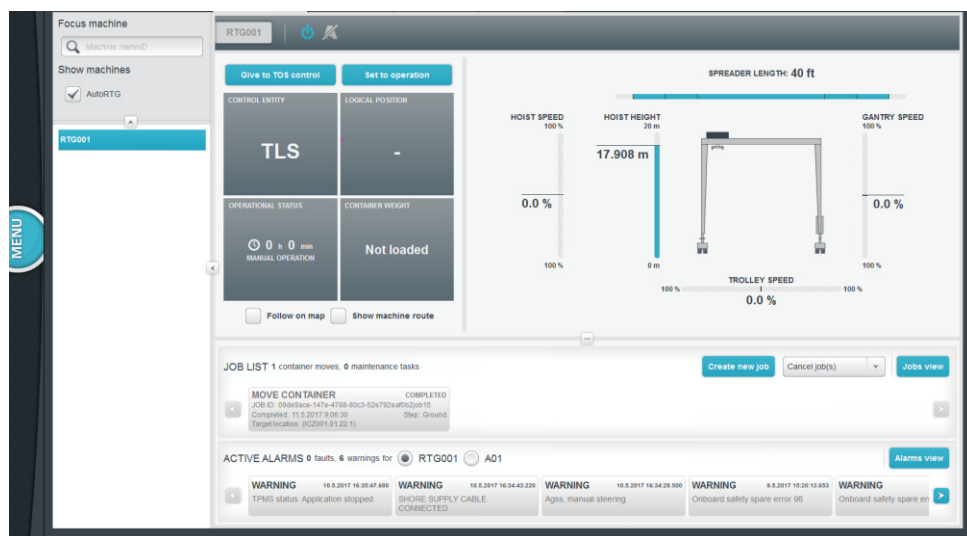 Focus machine
Machine nameID
Show machines
AutoRTG
RTG001
MENU
RTG001
Give to TOS control
Set to operation
CONTROL ENTITY
TLS
LOGICAL POSITION
-
OPERATIONAL STATUS
0 h 0 min
MANUAL OPERATION
CONTAINER WEIGHT
Not loaded
Follow on map
Show machine route
SPREADER LENGTH: 40 ft
HOIST SPEED
100 %
0.0 %
100 %
HOIST HEIGHT
20 m
17.908 m
0 m
GANTRY SPEED
100 %
0.0 %
100 %
TROLLEY SPEED
100 %
100 %
0.0 %
...
JOB LIST 1 container moves, 0 maintenance tasks
Create new job
Cancel job(s)
Jobs view
MOVE CONTAINER COMPLETED
Completed: 11.5.2017 9:06:30 Step: Ground
Target location: (ICZ001.01.22.1)
ACTIVE ALARMS 0 faults, 6 warnings for RTG001 A01
Alarms view
WARNING 10.5.2017 16:35:47.680
TPMS status: Application stopped
WARNING 10.5.2017 16:34:43.220
SHORE SUPPLY CABLE
CONNECTED
WARNING 10.5.2017 16:34:29.500
Agss, manual steering
WARNING 9.5.2017 15:20:13.653
Onboard safety spare error 98
WARNING
Onboard safety spare err